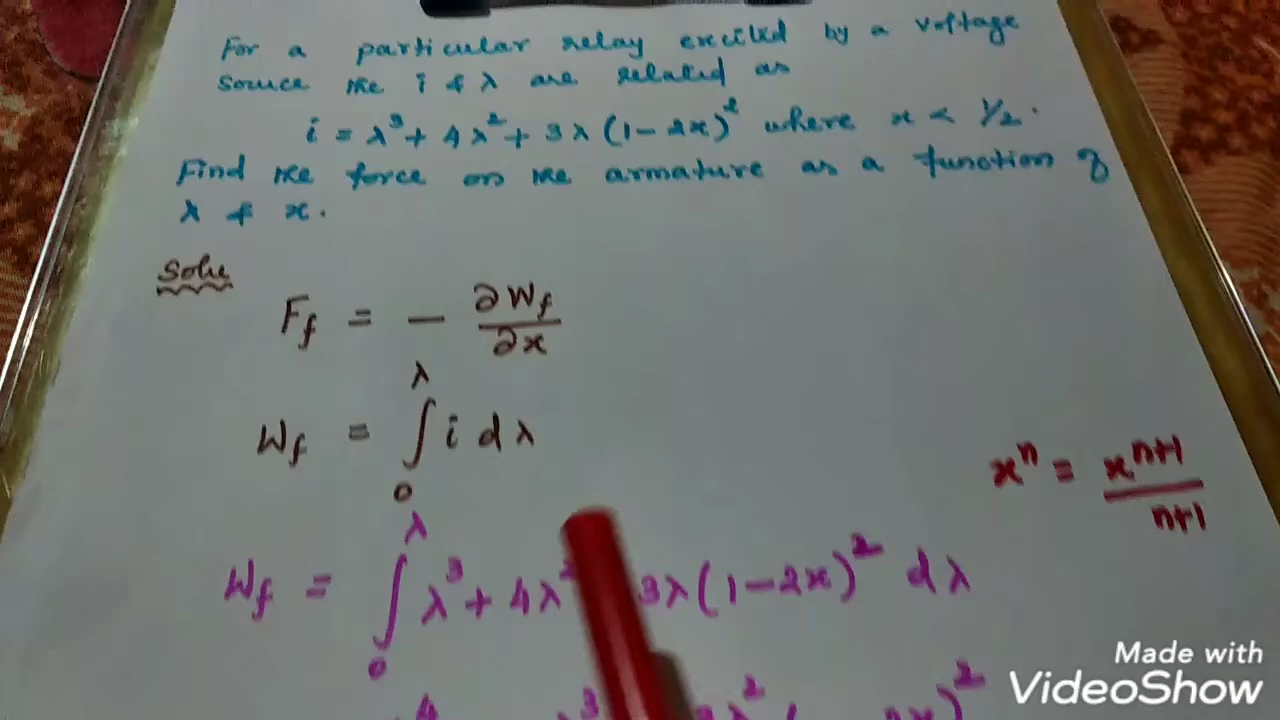 For a particular relay excited by a voltage
source the i & λ are related as
i = λ³ + 4λ² + 3λ (1 - 2x)² where x < 1/2.
Find the force on the armature as a function of
λ & x.
Solu
F_f = - ∂W_f / ∂x
W_f = ∫₀^λ i dλ
xⁿ = xⁿ⁺¹ / n+1
W_f = ∫₀^λ λ³ + 4λ² 3λ (1 - 2x)² dλ
Made with
VideoShow